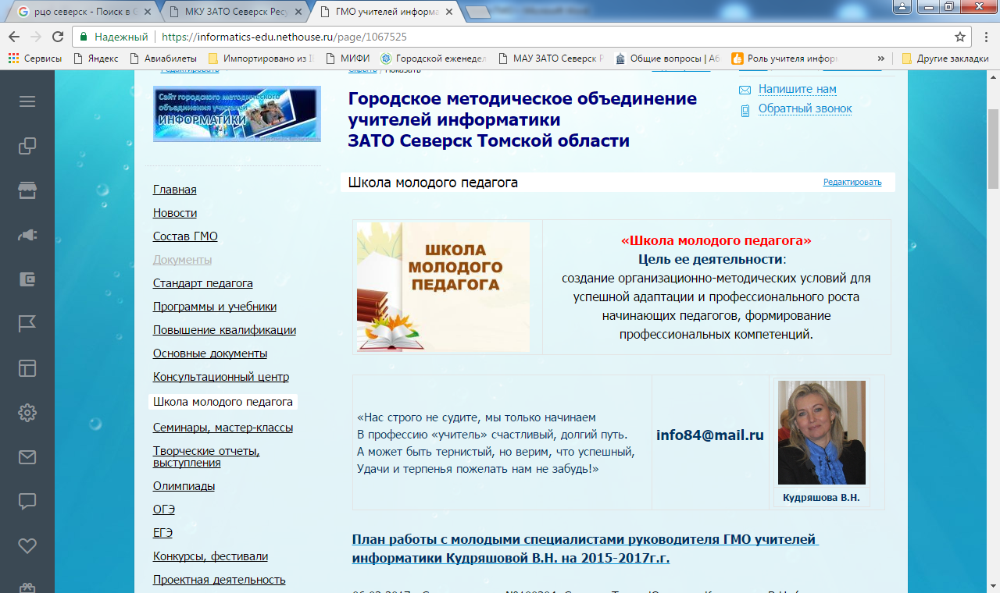 рцо северск - Поиск в G
МКУ ЗАТО Северск Ресу
ГМО учителей информа
Надежный
https://informatics-edu.nethouse.ru/page/1067525
Сервисы
Яндекс
Авиабилеты
Импортировано из I
МИФИ
Городской еженедел
МАУ ЗАТО Северск Р
Общие вопросы | Аб
Роль учителя инфор
»
Другие закладки
Редактировать
Скрыть / Показать
Сайт городского методического
объединения учителей
ИНФОРМАТИКИ
Городское методическое объединение
учителей информатики
ЗАТО Северск Томской области
Напишите нам
Обратный звонок
Школа молодого педагога
Редактировать
Главная
Новости
Состав ГМО
Документы
Стандарт педагога
Программы и учебники
Повышение квалификации
Основные документы
Консультационный центр
Школа молодого педагога
Семинары, мастер-классы
Творческие отчеты,
выступления
Олимпиады
ОГЭ
ЕГЭ
Конкурсы, фестивали
Проектная деятельность
ШКОЛА
МОЛОДОГО
ПЕДАГОГА
«Школа молодого педагога»
Цель ее деятельности:
создание организационно-методических условий для
успешной адаптации и профессионального роста
начинающих педагогов, формирование
профессиональных компетенций.
«Нас строго не судите, мы только начинаем
В профессию «учитель» счастливый, долгий путь.
А может быть тернистый, но верим, что успешный,
Удачи и терпенья пожелать нам не забудь!»
info84@mail.ru
Кудряшова В.Н.
План работы с молодыми специалистами руководителя ГМО учителей
информатики Кудряшовой В.Н. на 2015-2017г.г.